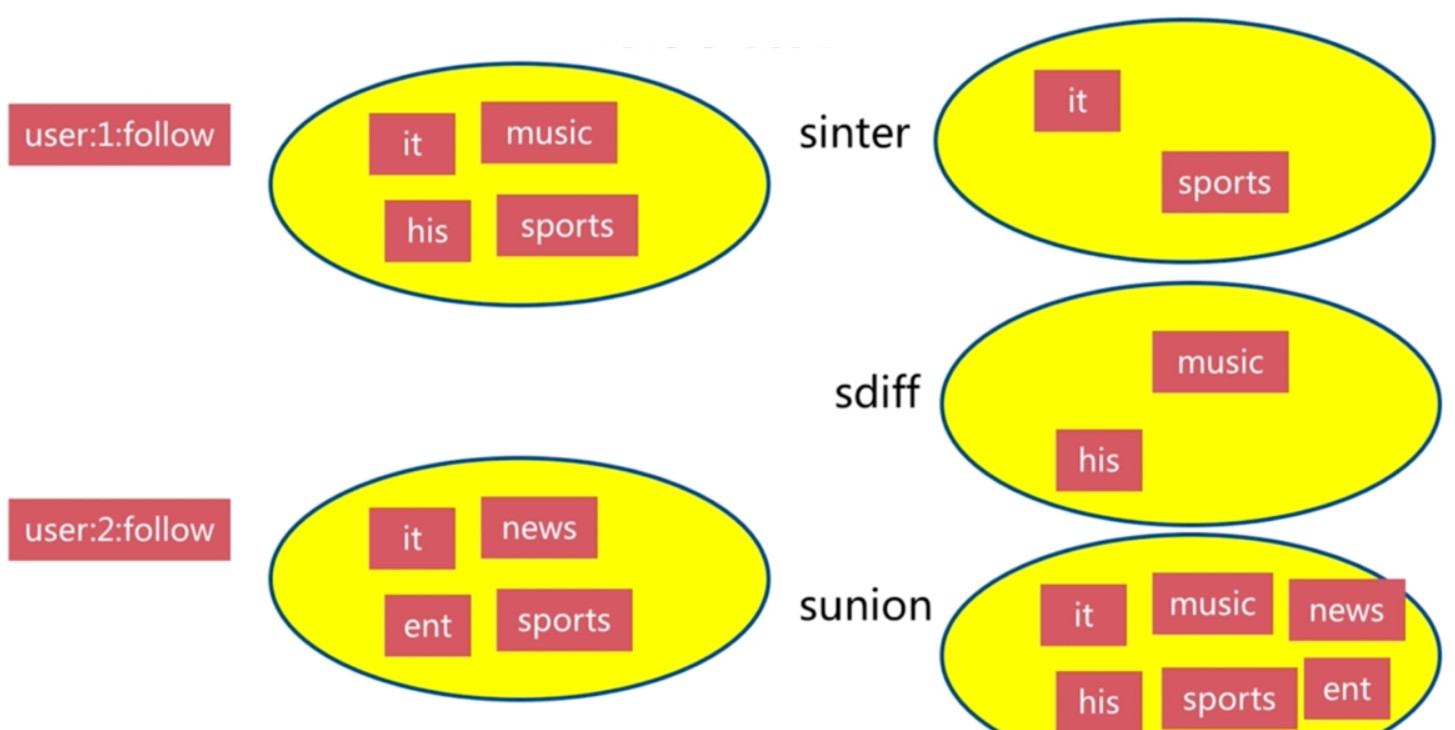 user:1:follow
it
music
his
sports
sinter
it
sports
sdiff
music
his
user:2:follow
it
news
ent
sports
sunion
it
music
news
his
sports
ent